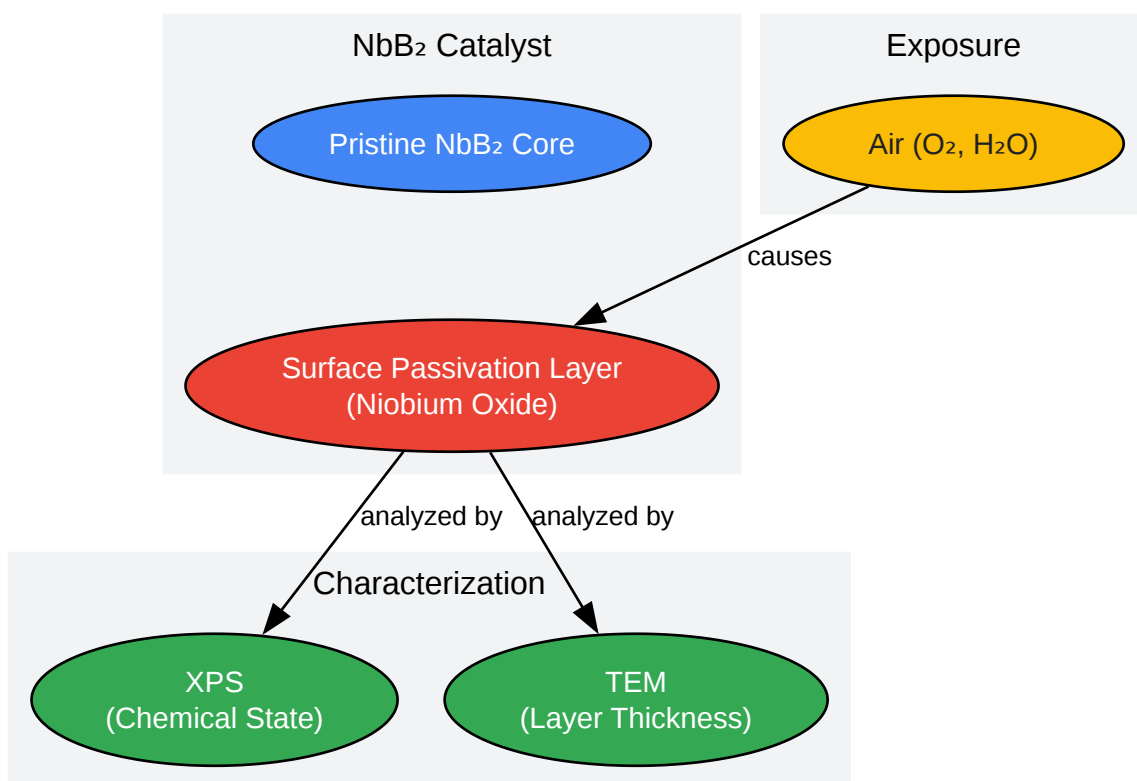 NbB₂ Catalyst
Exposure
Pristine NbB₂ Core
Air (O₂, H₂O)
causes
Surface Passivation Layer
(Niobium Oxide)
analyzed by
analyzed by
Characterization
XPS
(Chemical State)
TEM
(Layer Thickness)